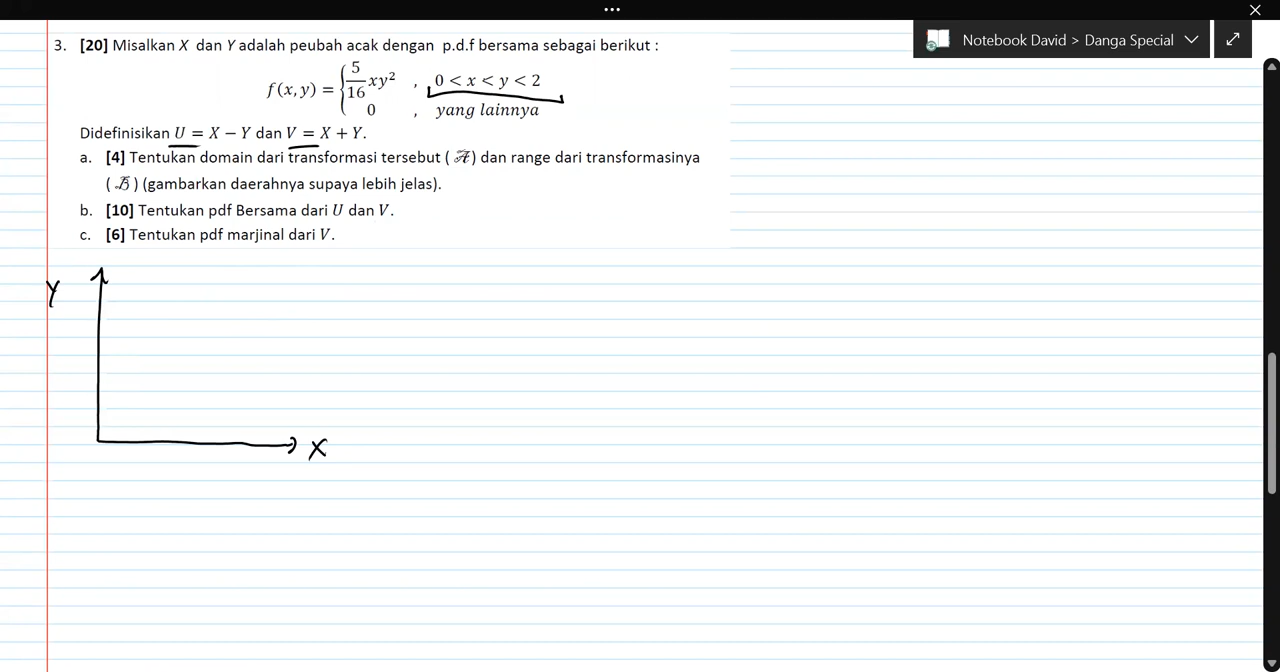 Notebook David > Danga Special
3. [20] Misalkan X dan Y adalah peubah acak dengan p.d.f bersama sebagai berikut :
f(x, y) = { 5/16 xy² , 0 < x < y < 2
0 , yang lainnya
Didefinisikan U = X − Y dan V = X + Y.
a. [4] Tentukan domain dari transformasi tersebut ( 𝒜 ) dan range dari transformasinya
( ℬ ) (gambarkan daerahnya supaya lebih jelas).
b. [10] Tentukan pdf Bersama dari U dan V.
c. [6] Tentukan pdf marjinal dari V.
Y
X